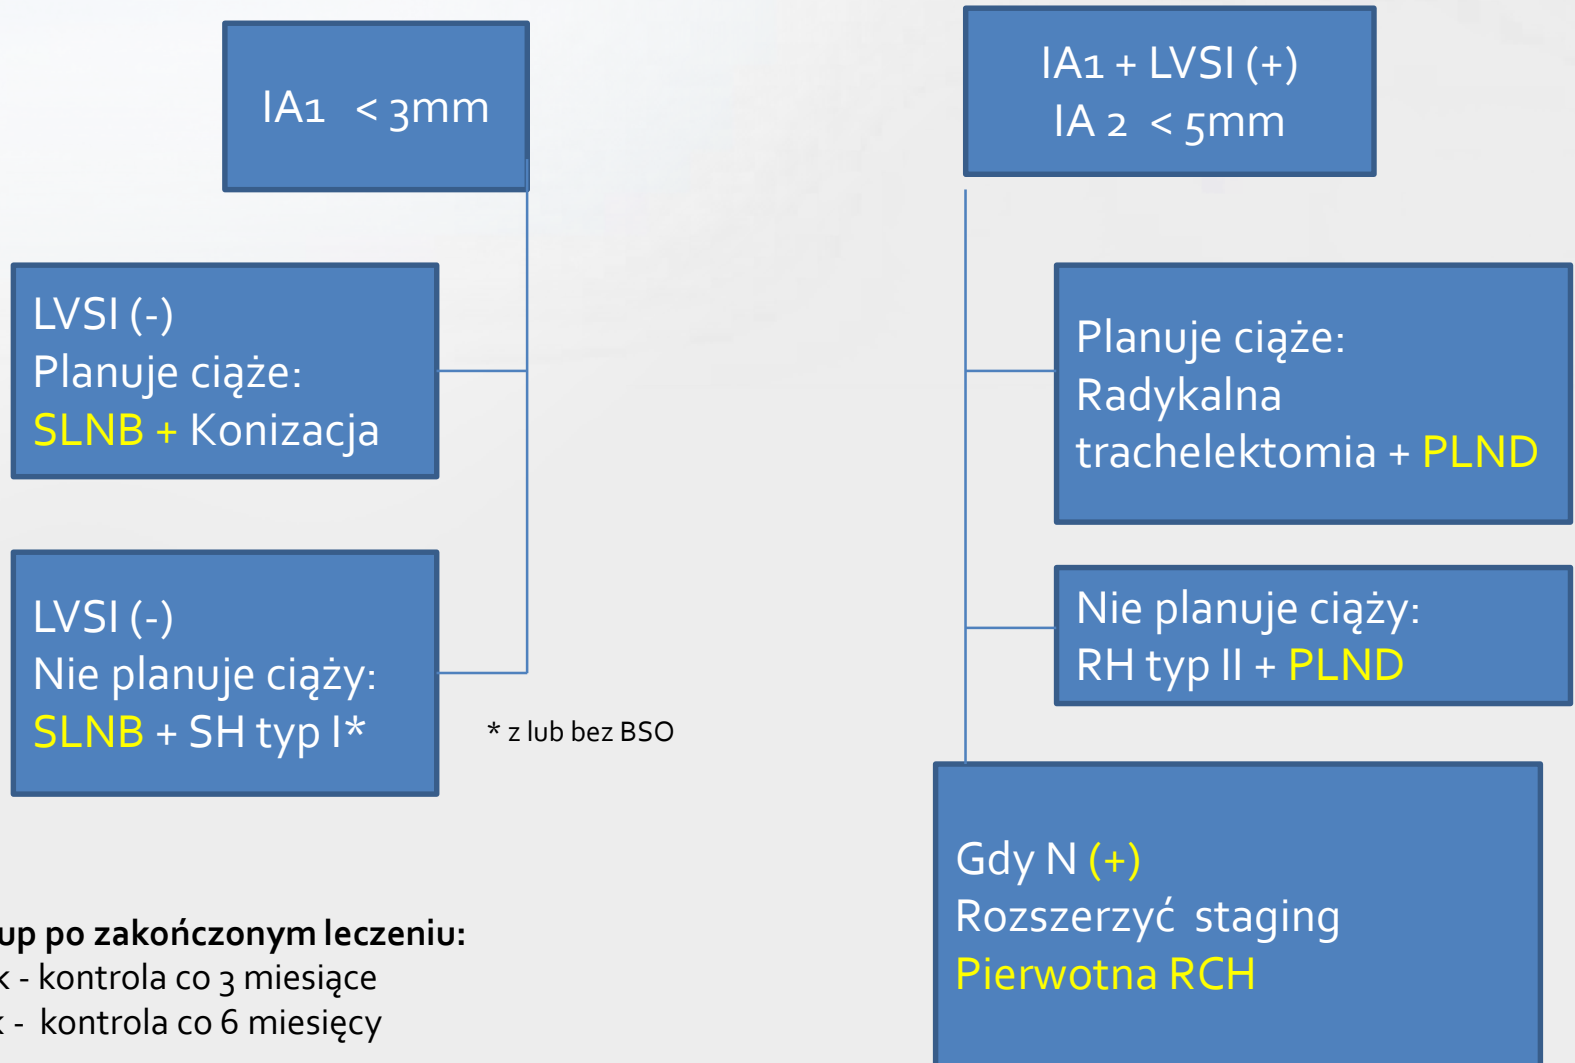 IA1 < 3mm
LVSI (-)
Planuje ciąże:
SLNB + Konizacja
LVSI (-)
Nie planuje ciąży:
SLNB + SH typ I*
* z lub bez BSO
IA1 + LVSI (+)
IA 2 < 5mm
Planuje ciąże:
Radykalna
trachelektomia + PLND
Nie planuje ciąży:
RH typ II + PLND
Gdy N (+)
Rozszerzyć staging
Pierwotna RCH
up po zakończonym leczeniu:
k - kontrola co 3 miesiące
k - kontrola co 6 miesięcy